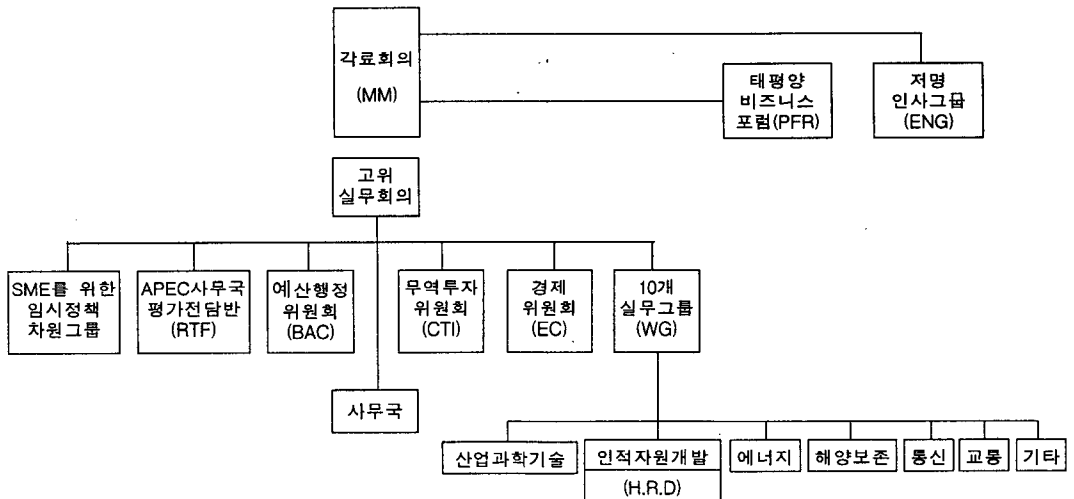 각료회의
(MM)
태평양
비즈니스
포럼(PFR)
저명
인사그룹
(ENG)
고위
실무회의
SME를 위한
임시정책
차원그룹
APEC사무국
평가전담반
(RTF)
예산행정
위원회
(BAC)
무역투자
위원회
(CTI)
경제
위원회
(EC)
10개
실무그룹
(WG)
사무국
산업과학기술
인적자원개발
(H.R.D)
에너지
해양보존
통신
교통
기타